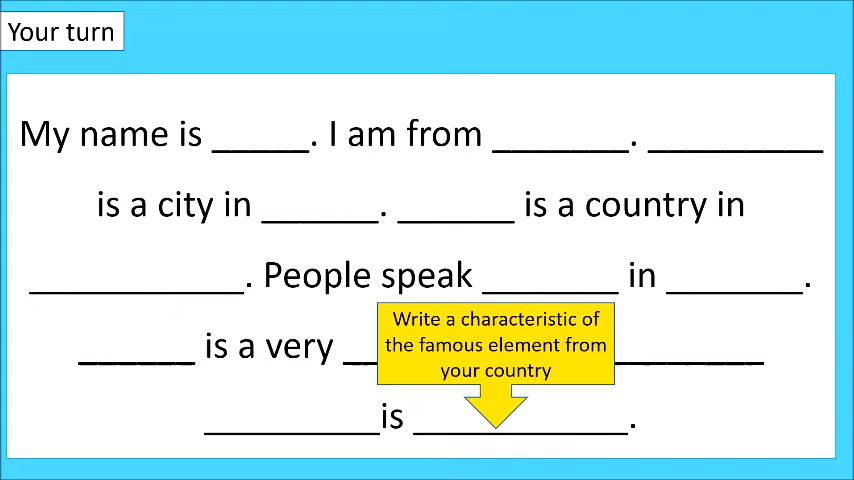 Your turn
My name is _____. I am from _______. _________
is a city in ______. ______ is a country in
___________. People speak _______ in _______.
______ is a very __ ________
Write a characteristic of
the famous element from
your country
_________is ___________.